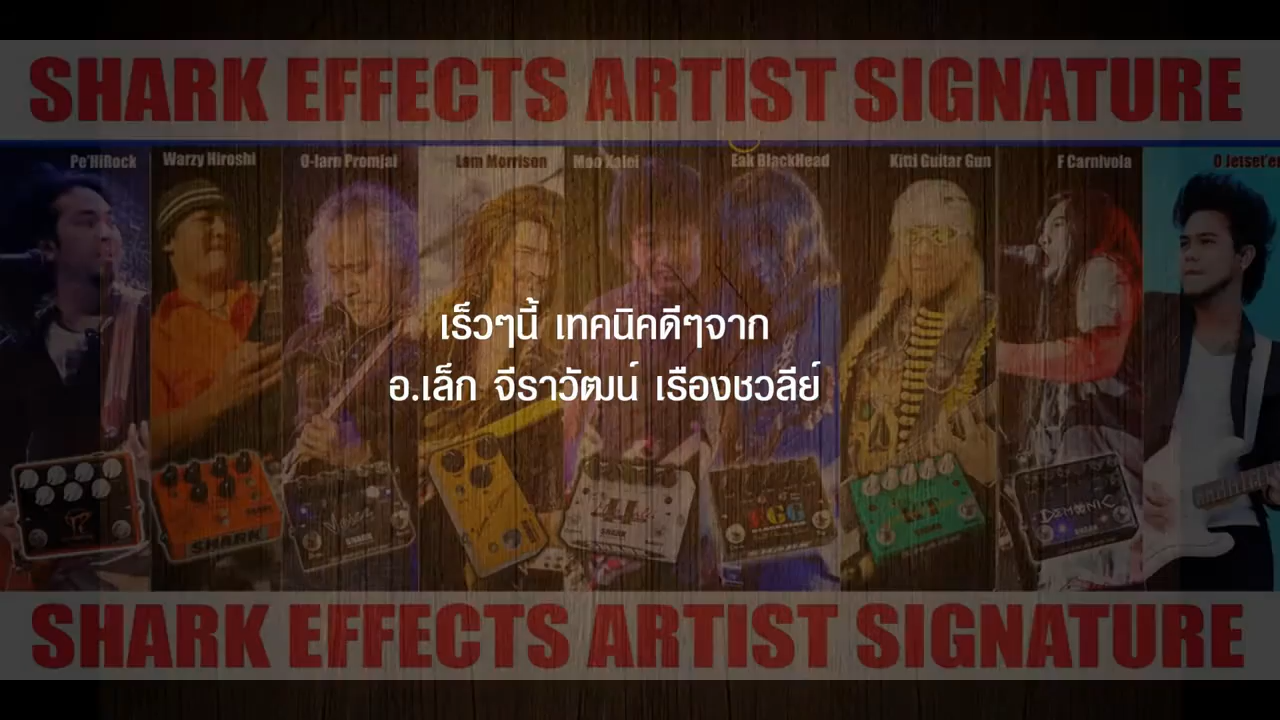 SHARK EFFECTS ARTIST SIGNATURE
Pe'HiRock Warzy Hiroshi O-larn Promjai Lam Morrison Moo Kalei Eak BlackHead Kitti Guitar Gun F Carnivola O Jetset'er
เร็วๆนี้ เทคนิคดีๆจาก
อ.เล็ก จีราวัฒน์ เรืองชวลีย์
DEMONIC
SHARK
SHARK EFFECTS ARTIST SIGNATURE